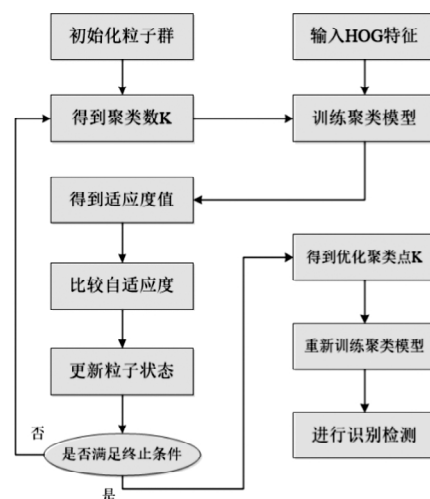 初始化粒子群
输入HOG特征
得到聚类数K
训练聚类模型
得到适应度值
比较自适应度
得到优化聚类点K
更新粒子状态
重新训练聚类模型
否
是否满足终止条件
进行识别检测
是